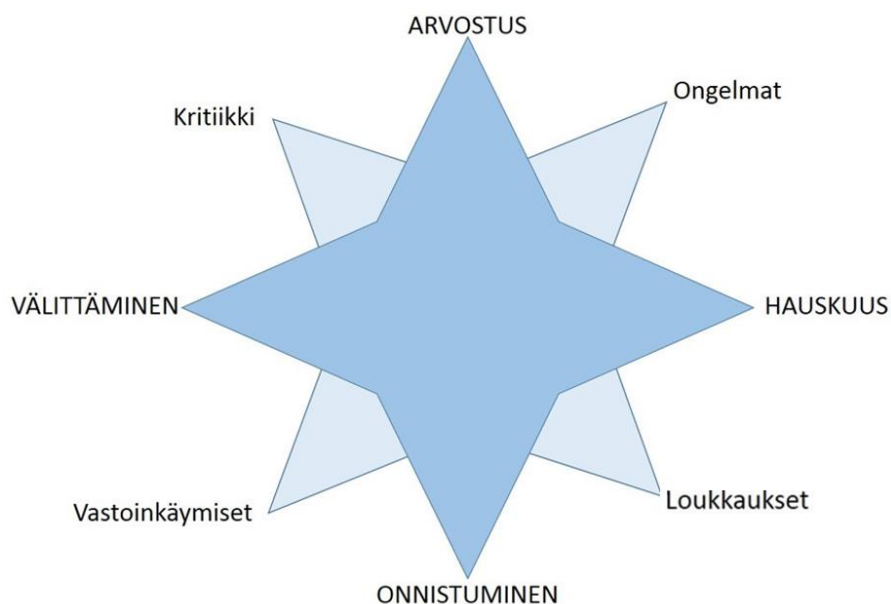 ARVOSTUS
Kritiikki
Ongelmat
VÄLITTÄMINEN
HAUSKUUS
Vastoinkäymiset
Loukkaukset
ONNISTUMINEN